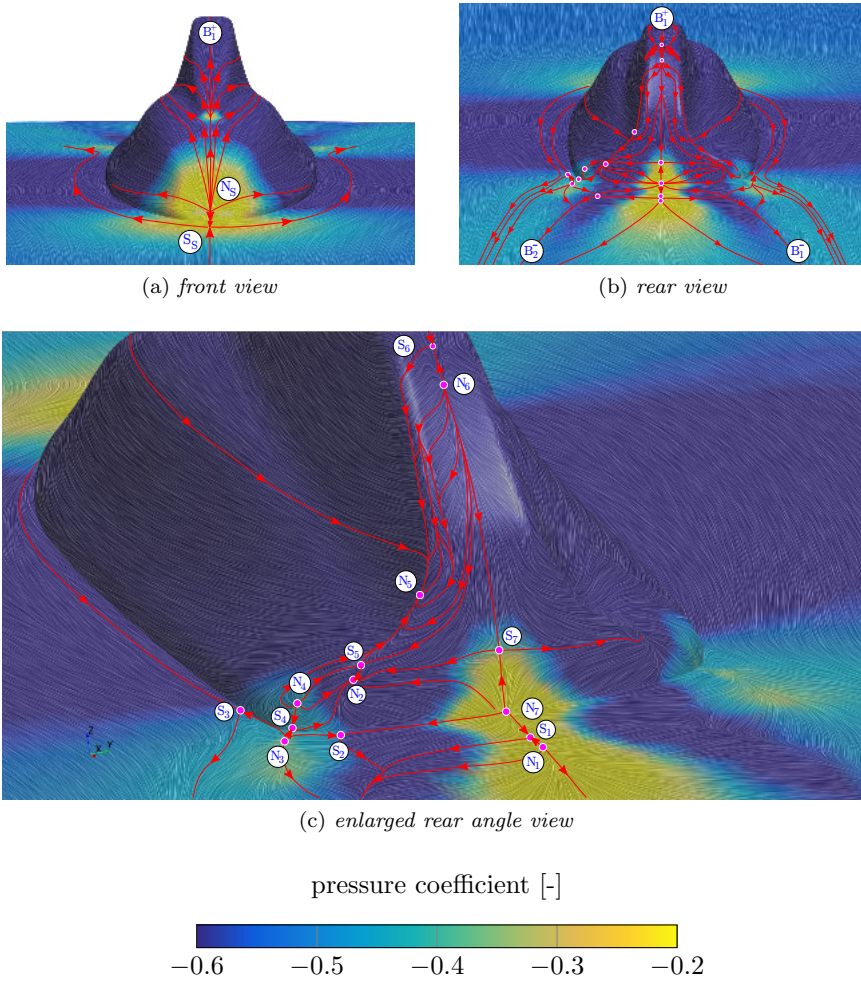 B₁⁺
N_S
S_S
(a) front view
B₁⁺
B₂⁻
B₁⁻
(b) rear view
S₆
N₆
N₅
S₇
S₅
N₄
N₂
S₃
S₄
N₇
S₁
N₃
S₂
N₁
Z
X Y
(c) enlarged rear angle view
pressure coefficient [-]
−0.6 −0.5 −0.4 −0.3 −0.2